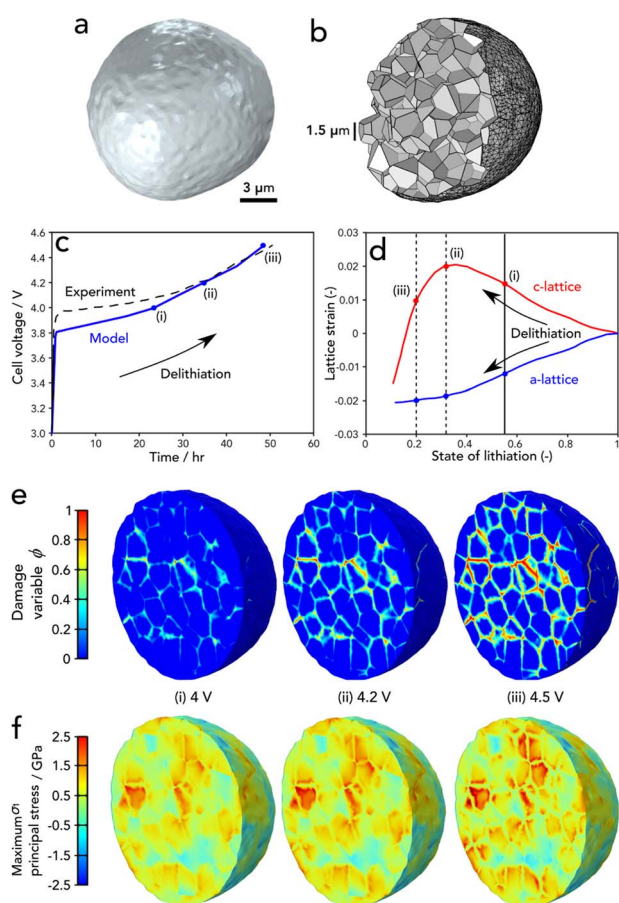 a
b
3 μm
1.5 μm
c
4.6
4.4
4.2
4.0
3.8
3.6
3.4
3.2
3.0
Cell voltage / V
Experiment
Model
(i)
(ii)
(iii)
Delithiation
0
10
20
30
40
50
60
Time / hr
d
0.03
0.02
0.01
0
-0.01
-0.02
-0.03
Lattice strain (-)
(iii)
(ii)
(i)
c-lattice
Delithiation
a-lattice
0
0.2
0.4
0.6
0.8
1
State of lithiation (-)
e
Damage
variable ϕ
1
0.8
0.6
0.4
0.2
0
(i) 4 V
(ii) 4.2 V
(iii) 4.5 V
f
Maximum σ
principal stress / GPa
2.5
1.5
0.5
-0.5
-1.5
-2.5